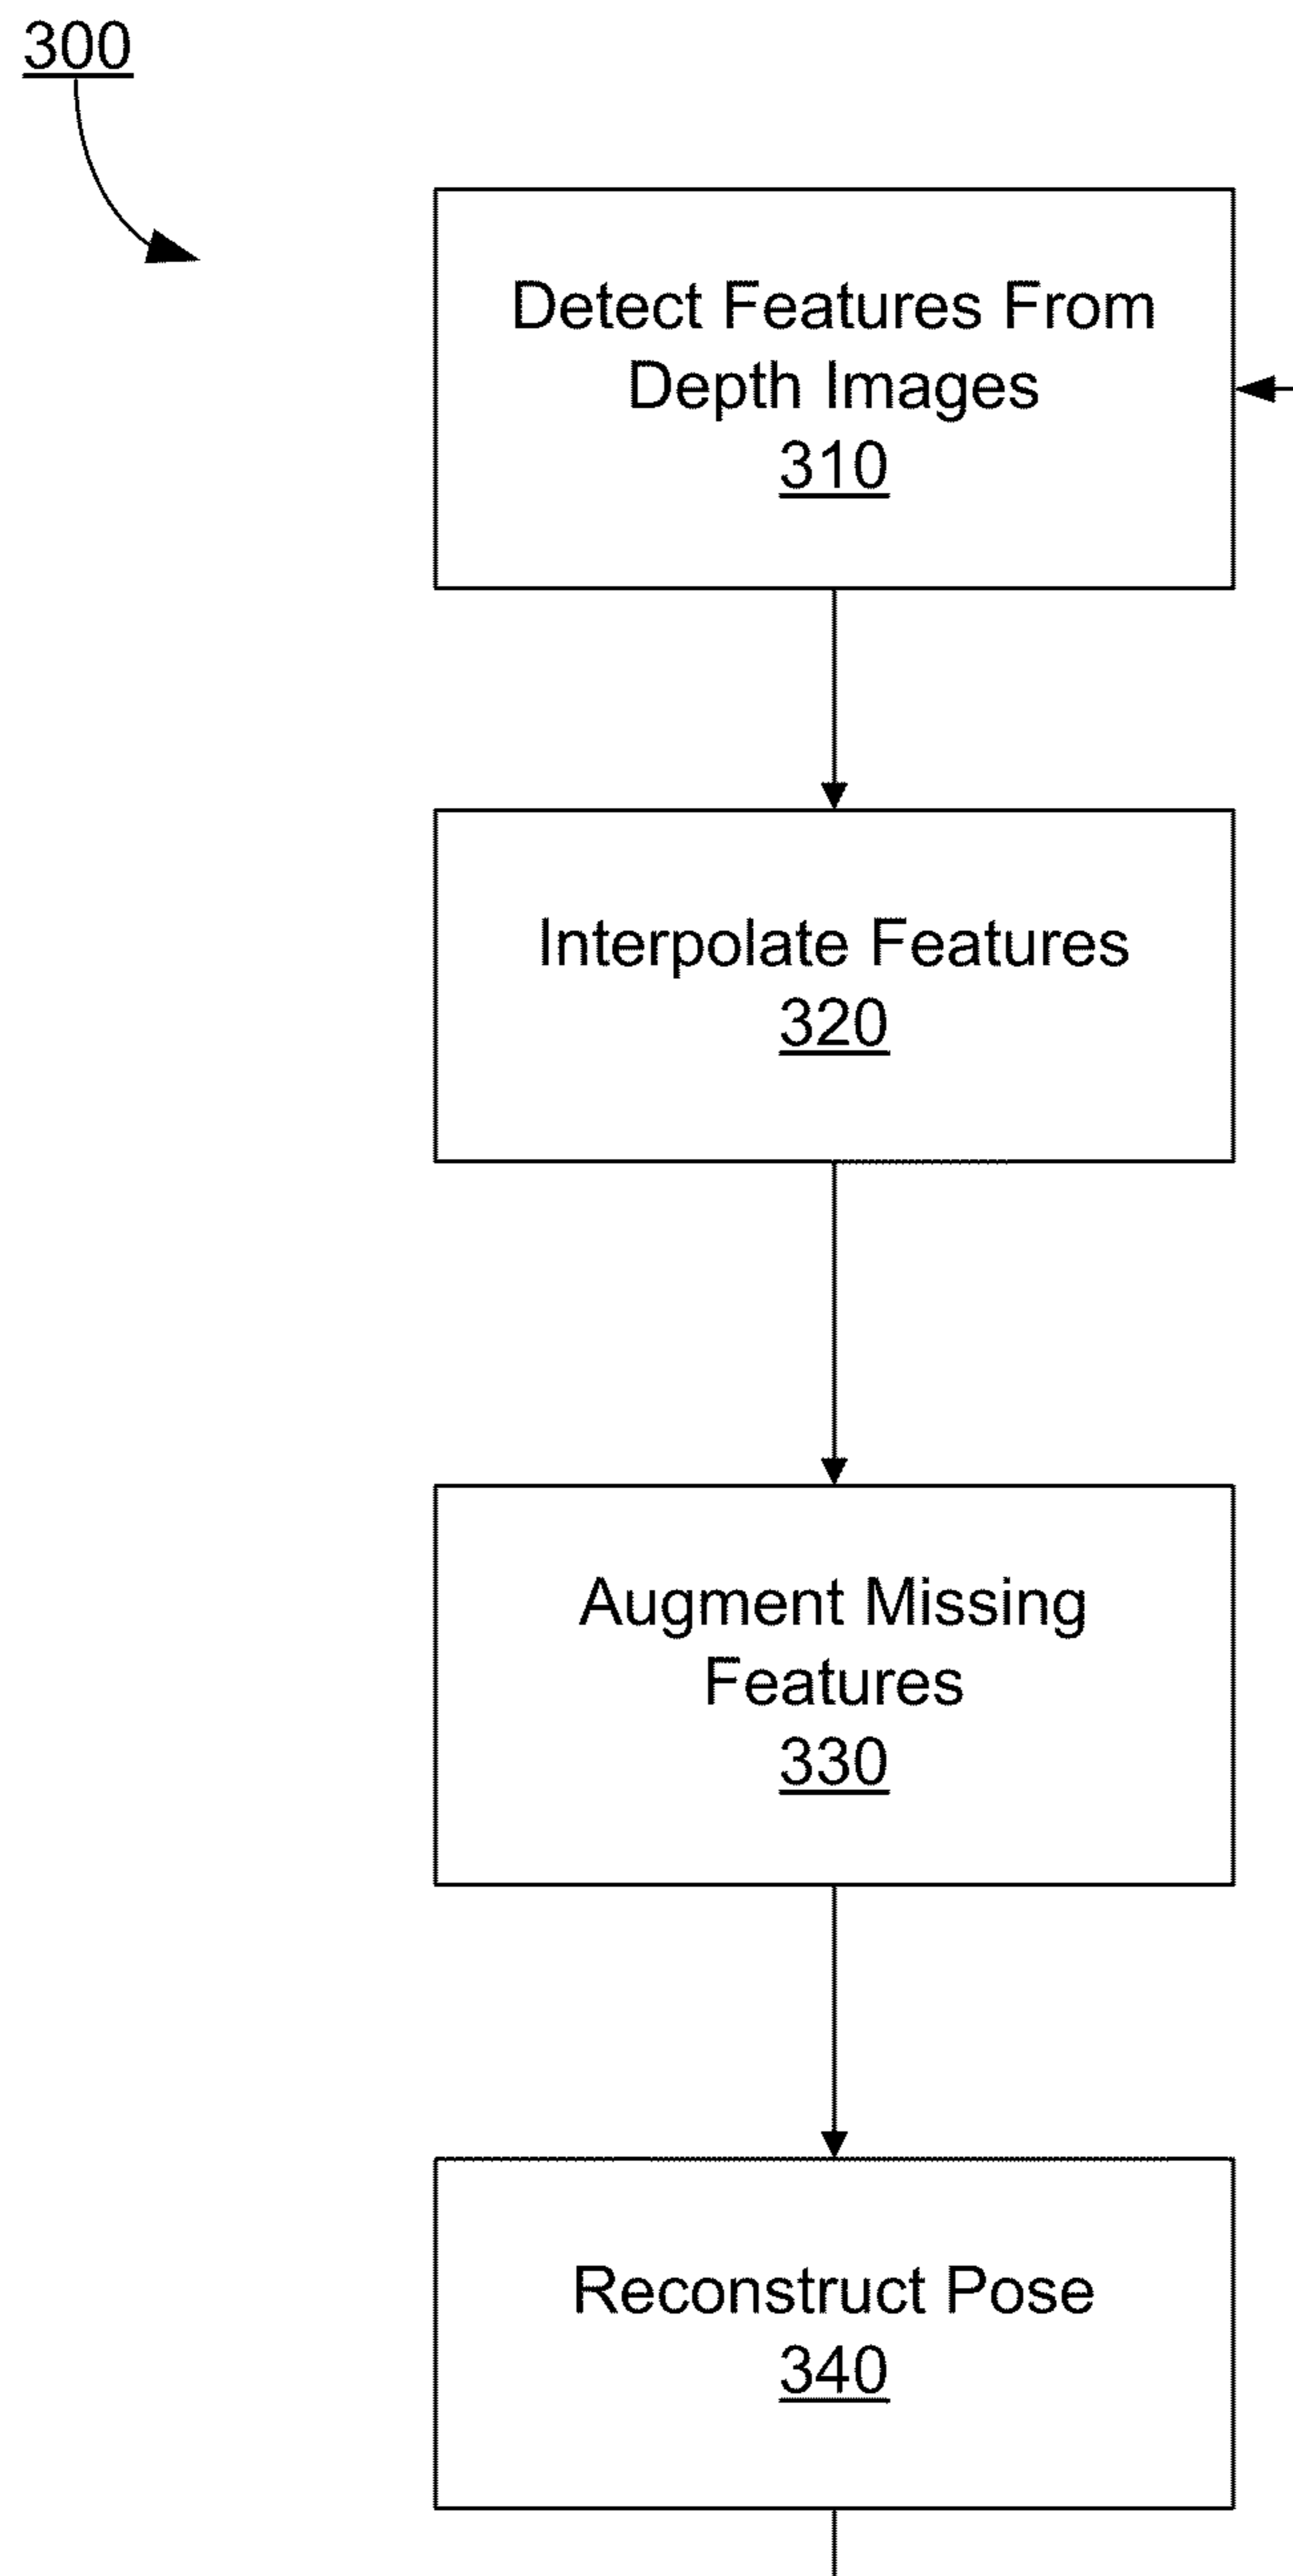 300
Detect Features From
Depth Images
310
Interpolate Features
320
Augment Missing
Features
330
Reconstruct Pose
340